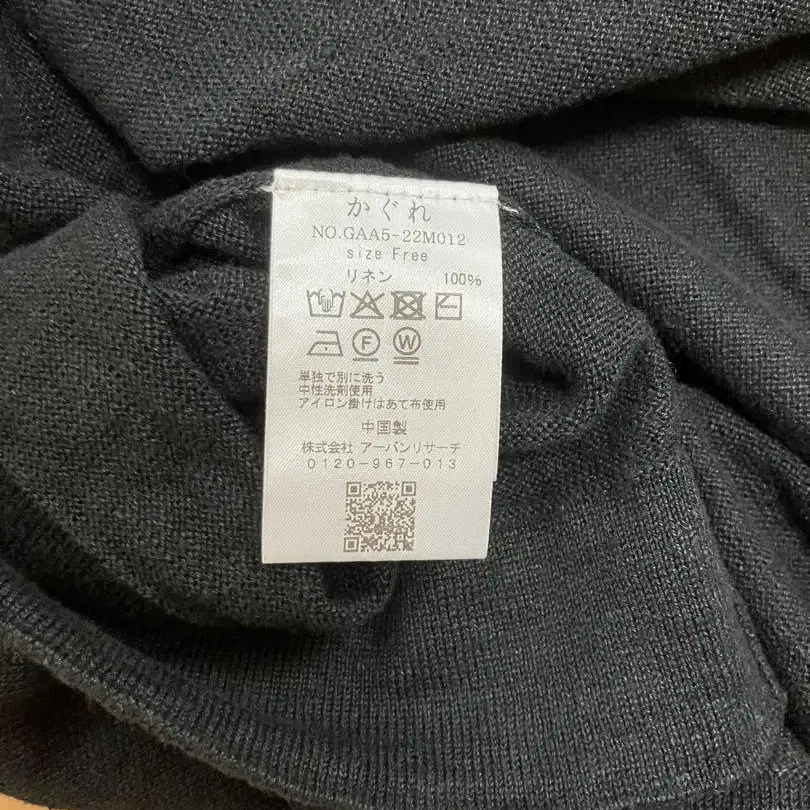 かぐれ
NO.GAA5-22M012
size Free
リネン 100%
F W
単独で別に洗う
中性洗剤使用
アイロン掛けはあて布使用
中国製
株式会社 アーバンリサーチ
0120-967-013